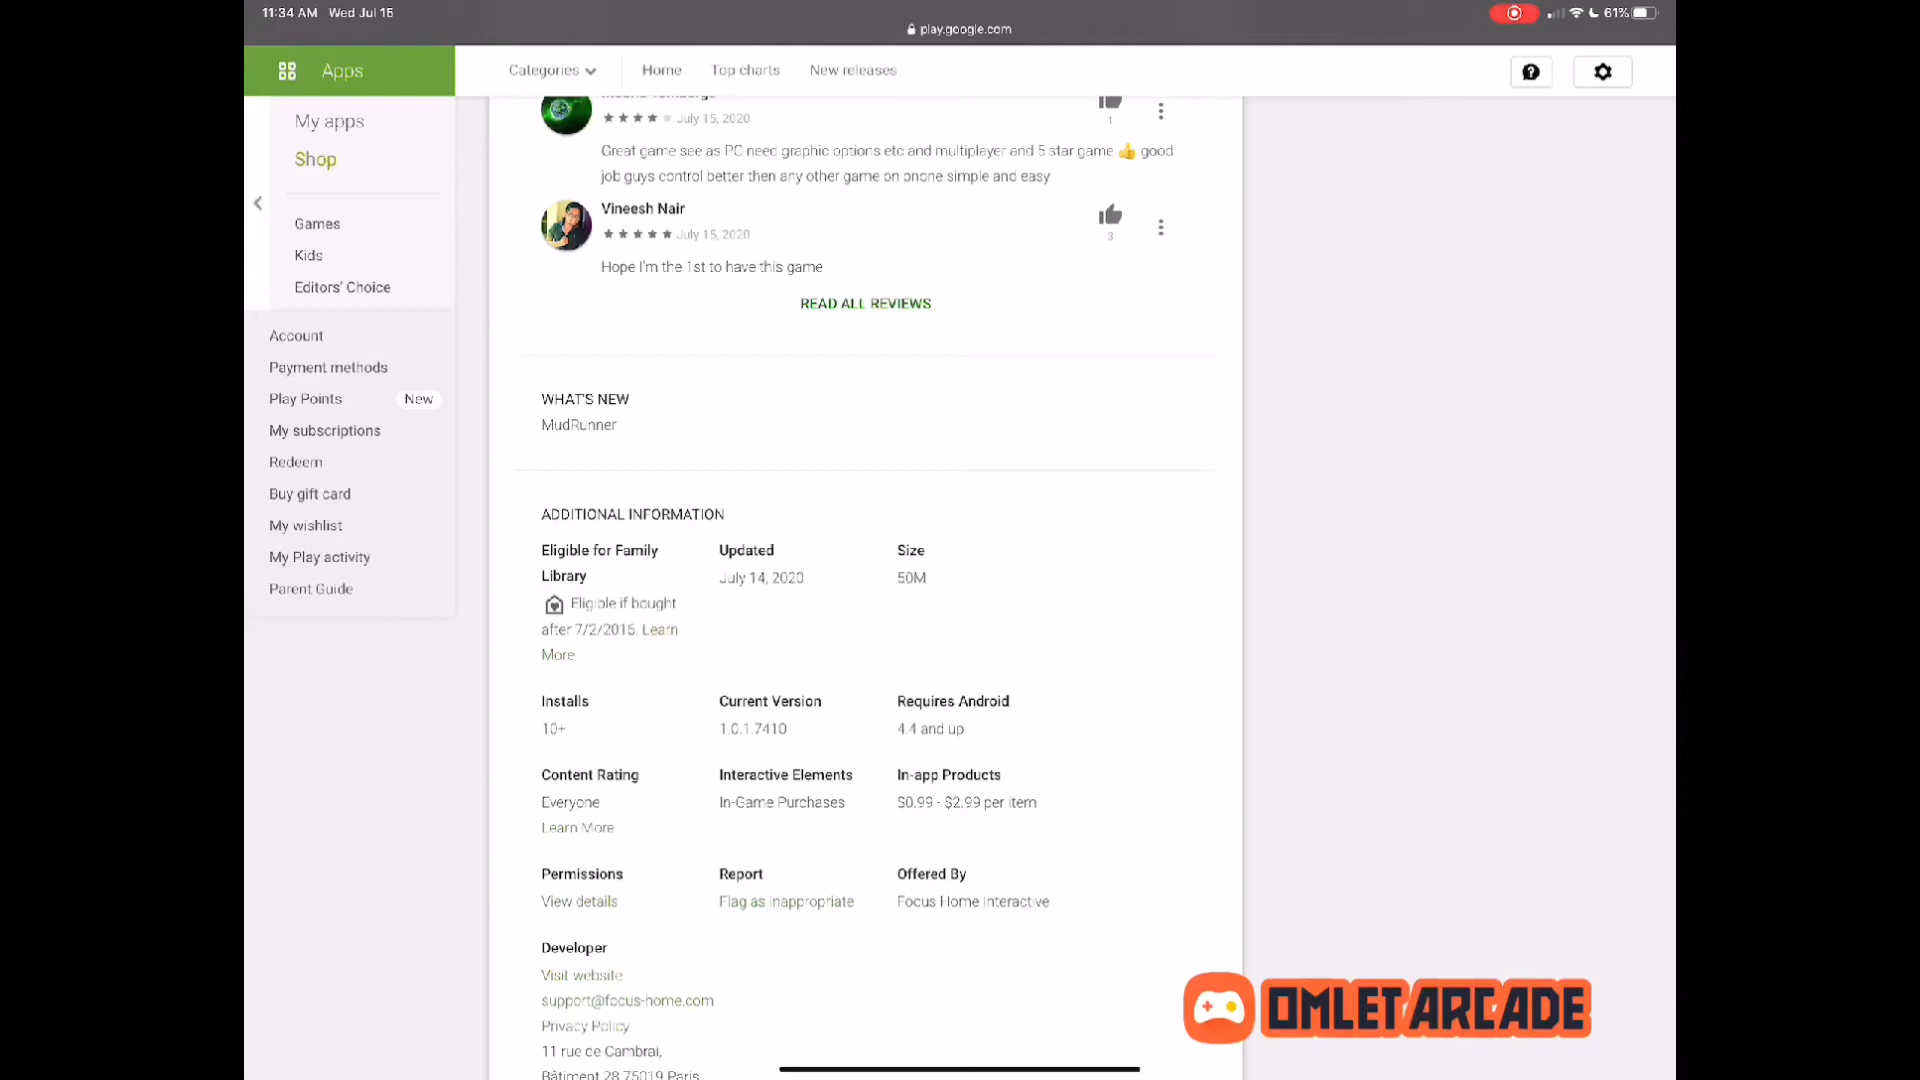 11:34 AM Wed Jul 15
61%
play.google.com
Apps
Categories
Home
Top charts
New releases
My apps
Shop
Games
Kids
Editors' Choice
Account
Payment methods
Play Points New
My subscriptions
Redeem
Buy gift card
My wishlist
My Play activity
Parent Guide
July 15, 2020
1
Great game see as PC need graphic options etc and multiplayer and 5 star game 👍 good
job guys control better then any other game on pnone simple and easy
Vineesh Nair
July 15, 2020
3
Hope I'm the 1st to have this game
READ ALL REVIEWS
WHAT'S NEW
MudRunner
ADDITIONAL INFORMATION
Eligible for Family
Library
Eligible if bought
after 7/2/2016. Learn
More
Updated
July 14, 2020
Size
50M
Installs
10+
Current Version
1.0.1.7410
Requires Android
4.4 and up
Content Rating
Everyone
Learn More
Interactive Elements
In-Game Purchases
In-app Products
$0.99 - $2.99 per item
Permissions
View details
Report
Flag as inappropriate
Offered By
Focus Home Interactive
Developer
Visit website
support@focus-home.com
Privacy Policy
11 rue de Cambrai,
Bâtiment 28 75019 Paris
OMLET ARCADE